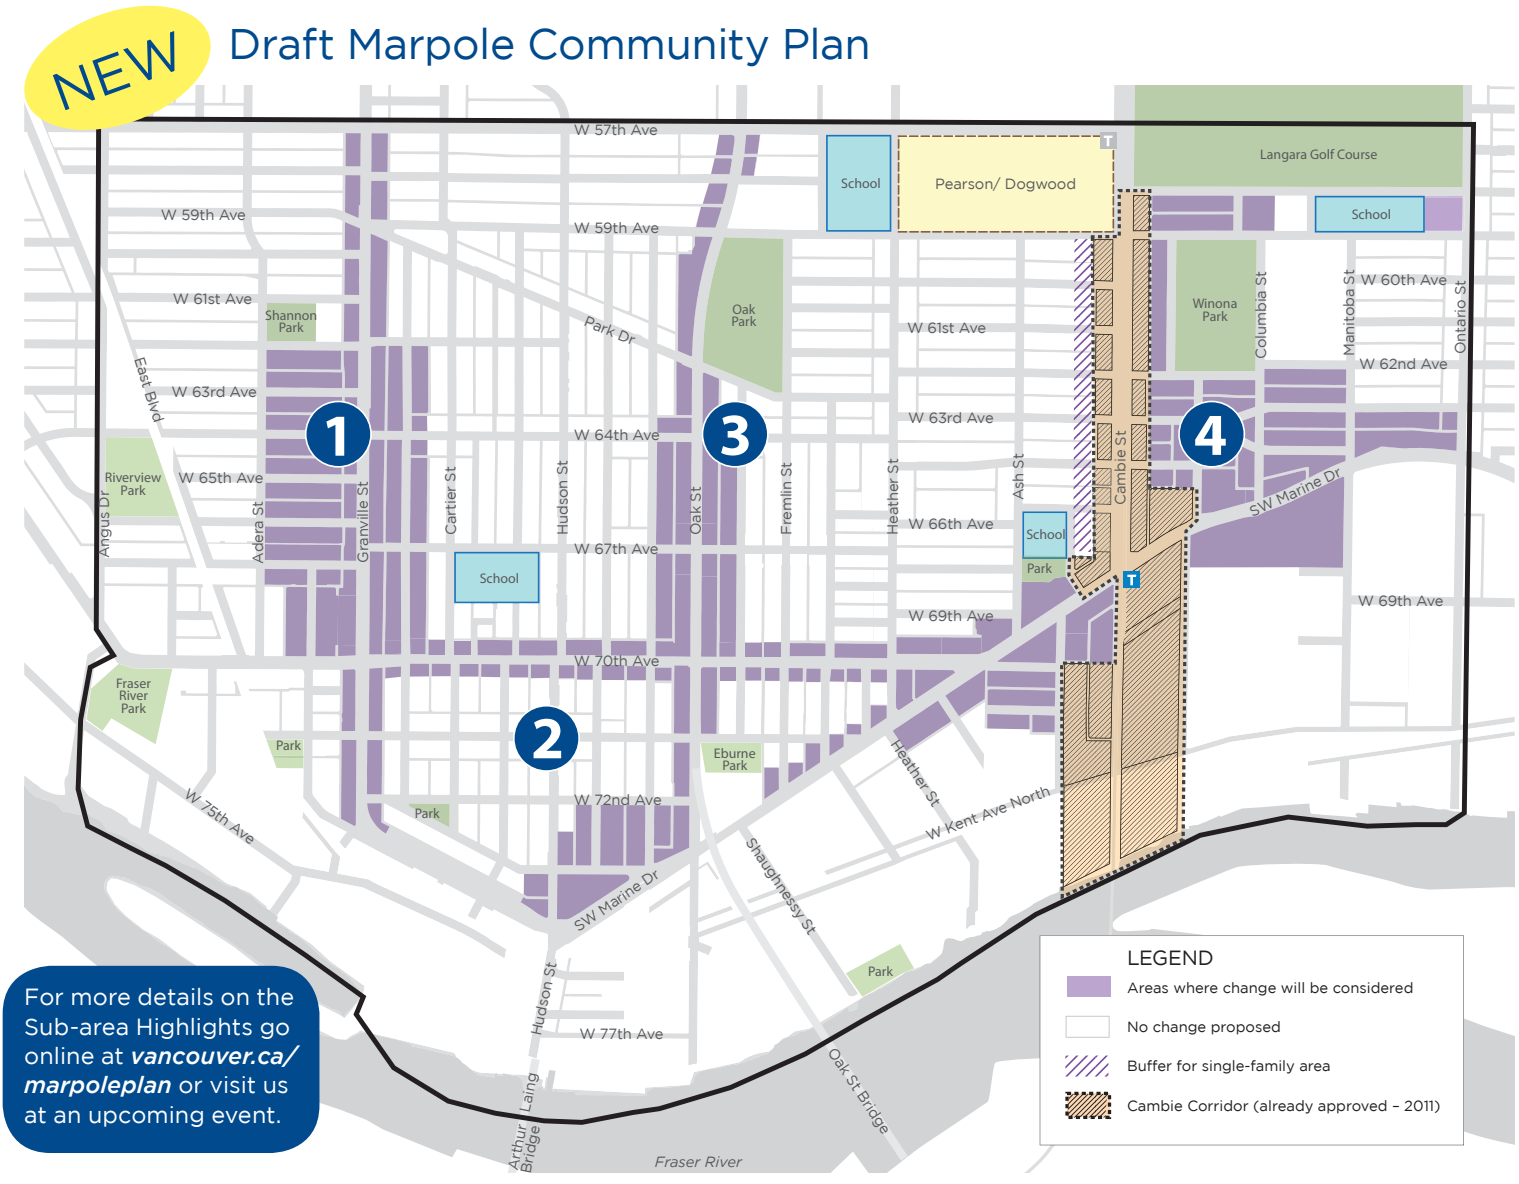 NEW
Draft Marpole Community Plan
W 57th Ave
T
Langara Golf Course
School
Pearson/ Dogwood
School
W 59th Ave
W 59th Ave
W 60th Ave
W 61st Ave
Shannon
Park
Oak
Park
Winona
Park
Columbia St
Manitoba St
Ontario St
Park Dr
W 61st Ave
W 62nd Ave
East Blvd
W 63rd Ave
W 63rd Ave
1
3
4
W 64th Ave
Riverview
Park
W 65th Ave
Angus Dr
Adera St
Granville St
Cartier St
Hudson St
Oak St
Fremlin St
Heather St
Ash St
Cambie St
SW Marine Dr
W 66th Ave
School
Park
W 67th Ave
School
T
W 69th Ave
W 69th Ave
W 70th Ave
Fraser
River
Park
Park
2
Eburne
Park
Heather St
W 72nd Ave
Park
W 75th Ave
W Kent Ave North
Shaughnessy St
SW Marine Dr
Park
Hudson St
W 77th Ave
Oak St Bridge
Arthur Laing
Bridge
Fraser River
For more details on the
Sub-area Highlights go
online at vancouver.ca/
marpoleplan or visit us
at an upcoming event.
LEGEND
Areas where change will be considered
No change proposed
Buffer for single-family area
Cambie Corridor (already approved – 2011)